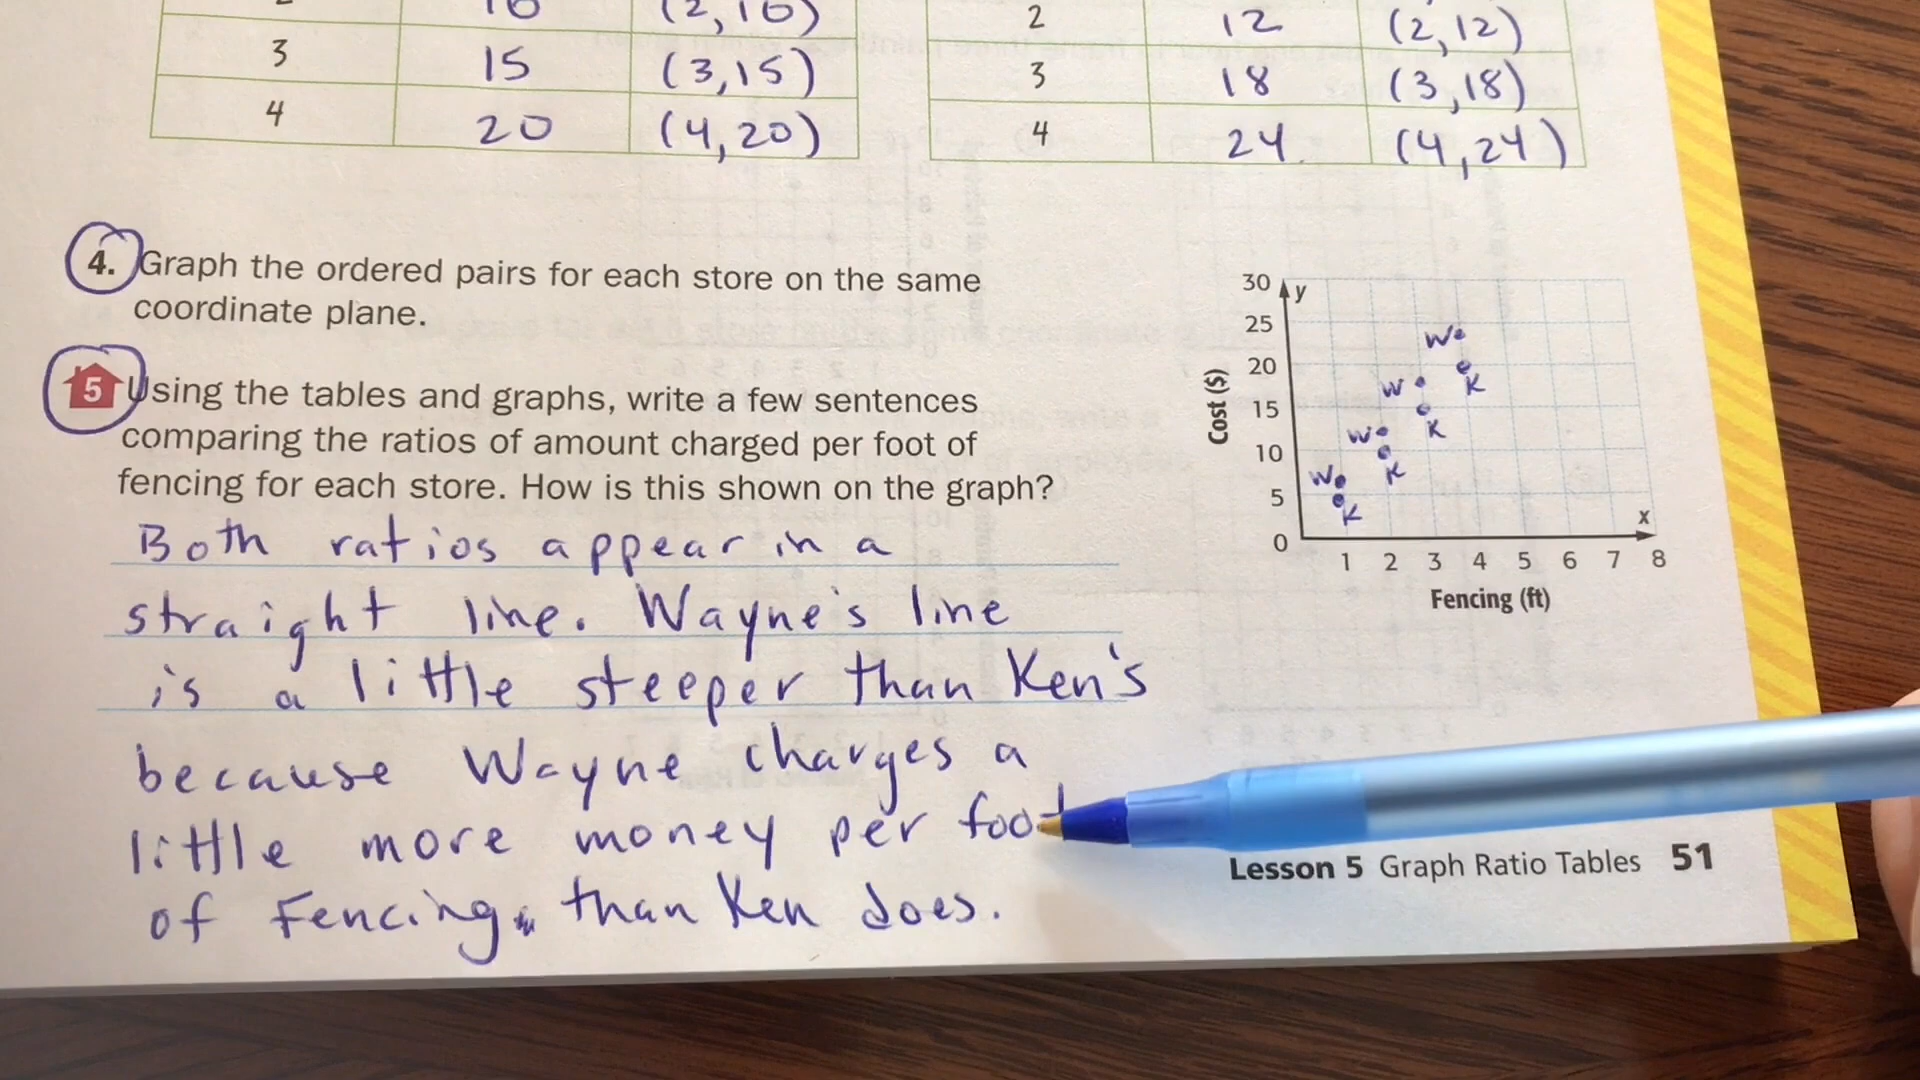 2 10 (2,10) 2 12 (2,12)
3 15 (3,15) 3 18 (3,18)
4 20 (4,20) 4 24 (4,24)
4. Graph the ordered pairs for each store on the same
coordinate plane.
5 Using the tables and graphs, write a few sentences
comparing the ratios of amount charged per foot of
fencing for each store. How is this shown on the graph?
Both ratios appear in a
straight line. Wayne's line
is a little steeper than Ken's
because Wayne charges a
little more money per foot
of Fencing than Ken does.
30 y
25 W
20 K
W
15 K
W
10 K
W
5 K
x
0 1 2 3 4 5 6 7 8
Cost ($)
Fencing (ft)
Lesson 5 Graph Ratio Tables 51